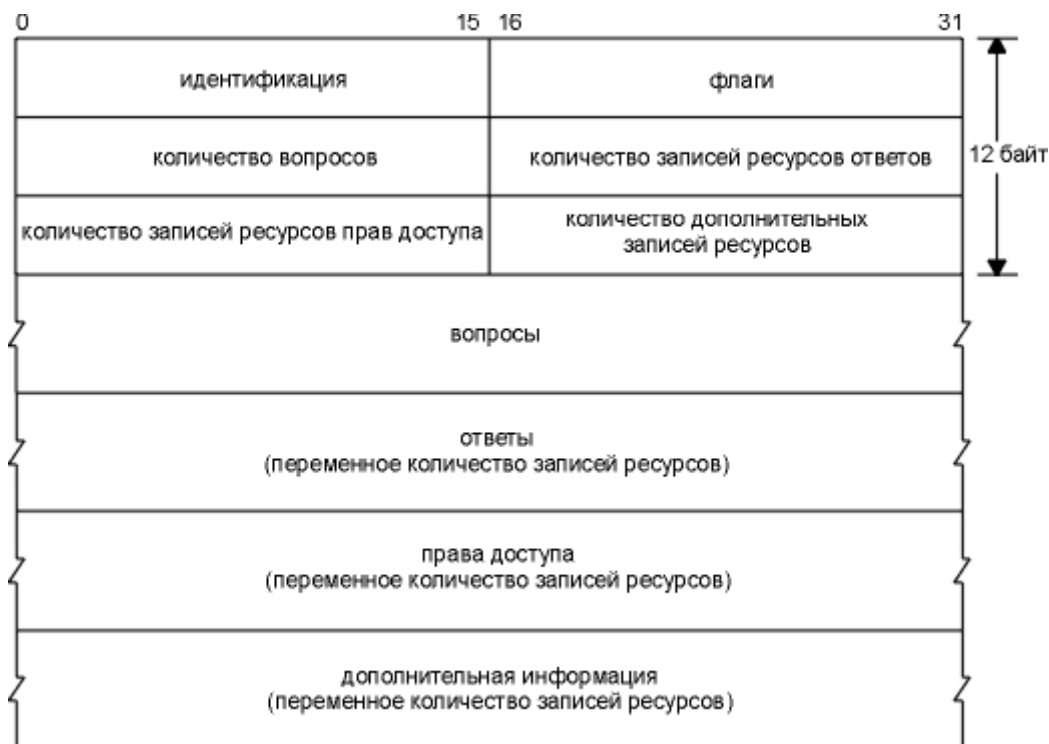 0 15 16 31
идентификация флаги
количество вопросов количество записей ресурсов ответов 12 байт
количество записей ресурсов прав доступа количество дополнительных
записей ресурсов
вопросы
ответы
(переменное количество записей ресурсов)
права доступа
(переменное количество записей ресурсов)
дополнительная информация
(переменное количество записей ресурсов)